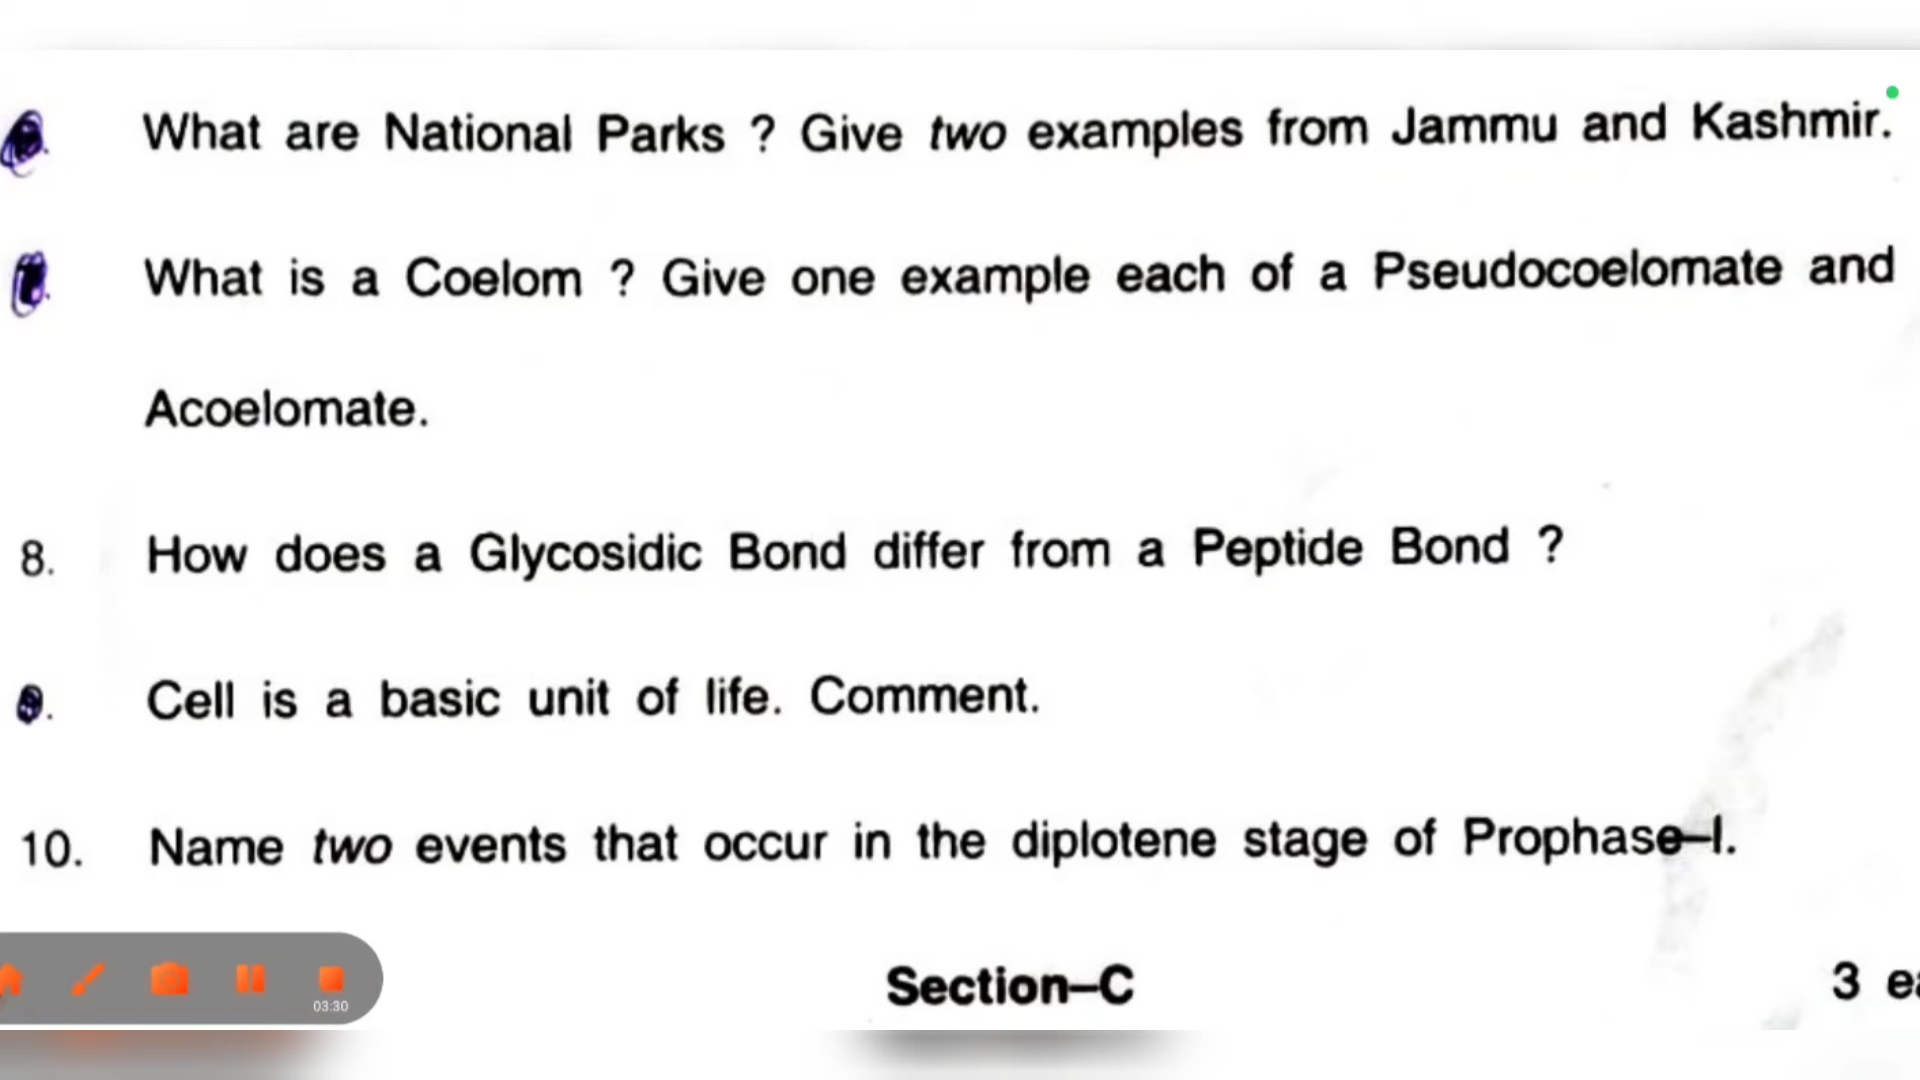 What are National Parks ? Give two examples from Jammu and Kashmir.
What is a Coelom ? Give one example each of a Pseudocoelomate and
Acoelomate.
8. How does a Glycosidic Bond differ from a Peptide Bond ?
9. Cell is a basic unit of life. Comment.
10. Name two events that occur in the diplotene stage of Prophase–I.
Section–C
3
03:30